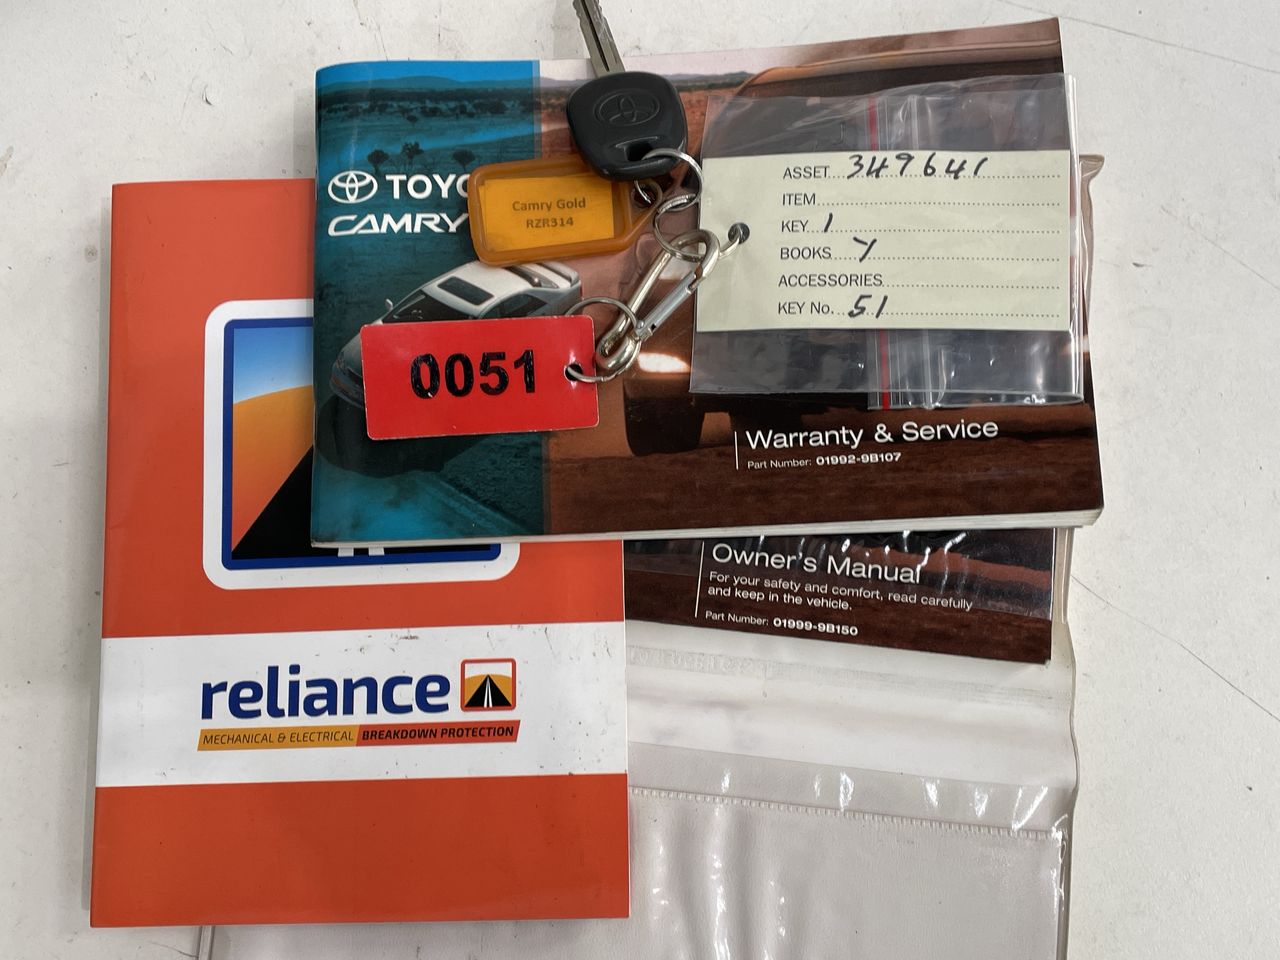 TOYO
CAMRY
Camry Gold
RZR314
0051
ASSET 349641
ITEM
KEY 1
BOOKS Y
ACCESSORIES
KEY No. 51
Warranty & Service
Part Number: 01992-9B107
Owner's Manual
For your safety and comfort, read carefully
and keep in the vehicle.
Part Number: 01999-9B150
reliance
MECHANICAL & ELECTRICAL BREAKDOWN PROTECTION